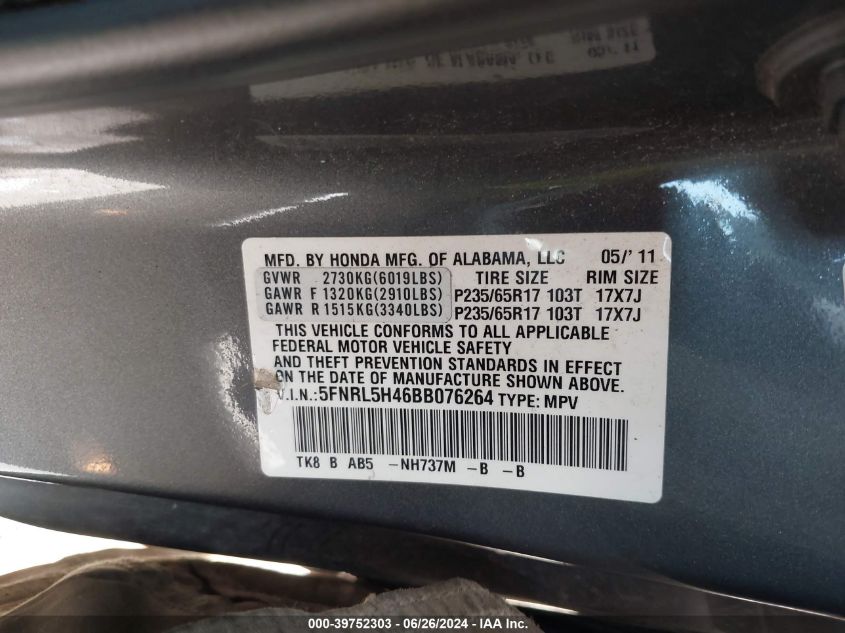 MFD. BY HONDA MFG. OF ALABAMA, LLC 05/' 11
GVWR 2730KG(6019LBS) TIRE SIZE RIM SIZE
GAWR F 1320KG(2910LBS) P235/65R17 103T 17X7J
GAWR R 1515KG(3340LBS) P235/65R17 103T 17X7J
THIS VEHICLE CONFORMS TO ALL APPLICABLE
FEDERAL MOTOR VEHICLE SAFETY
AND THEFT PREVENTION STANDARDS IN EFFECT
ON THE DATE OF MANUFACTURE SHOWN ABOVE.
V.I.N.:5FNRL5H46BB076264 TYPE: MPV
TK8 B AB5 -NH737M -B -B
000-39752303 / 06/26/2024 - IAA Inc.